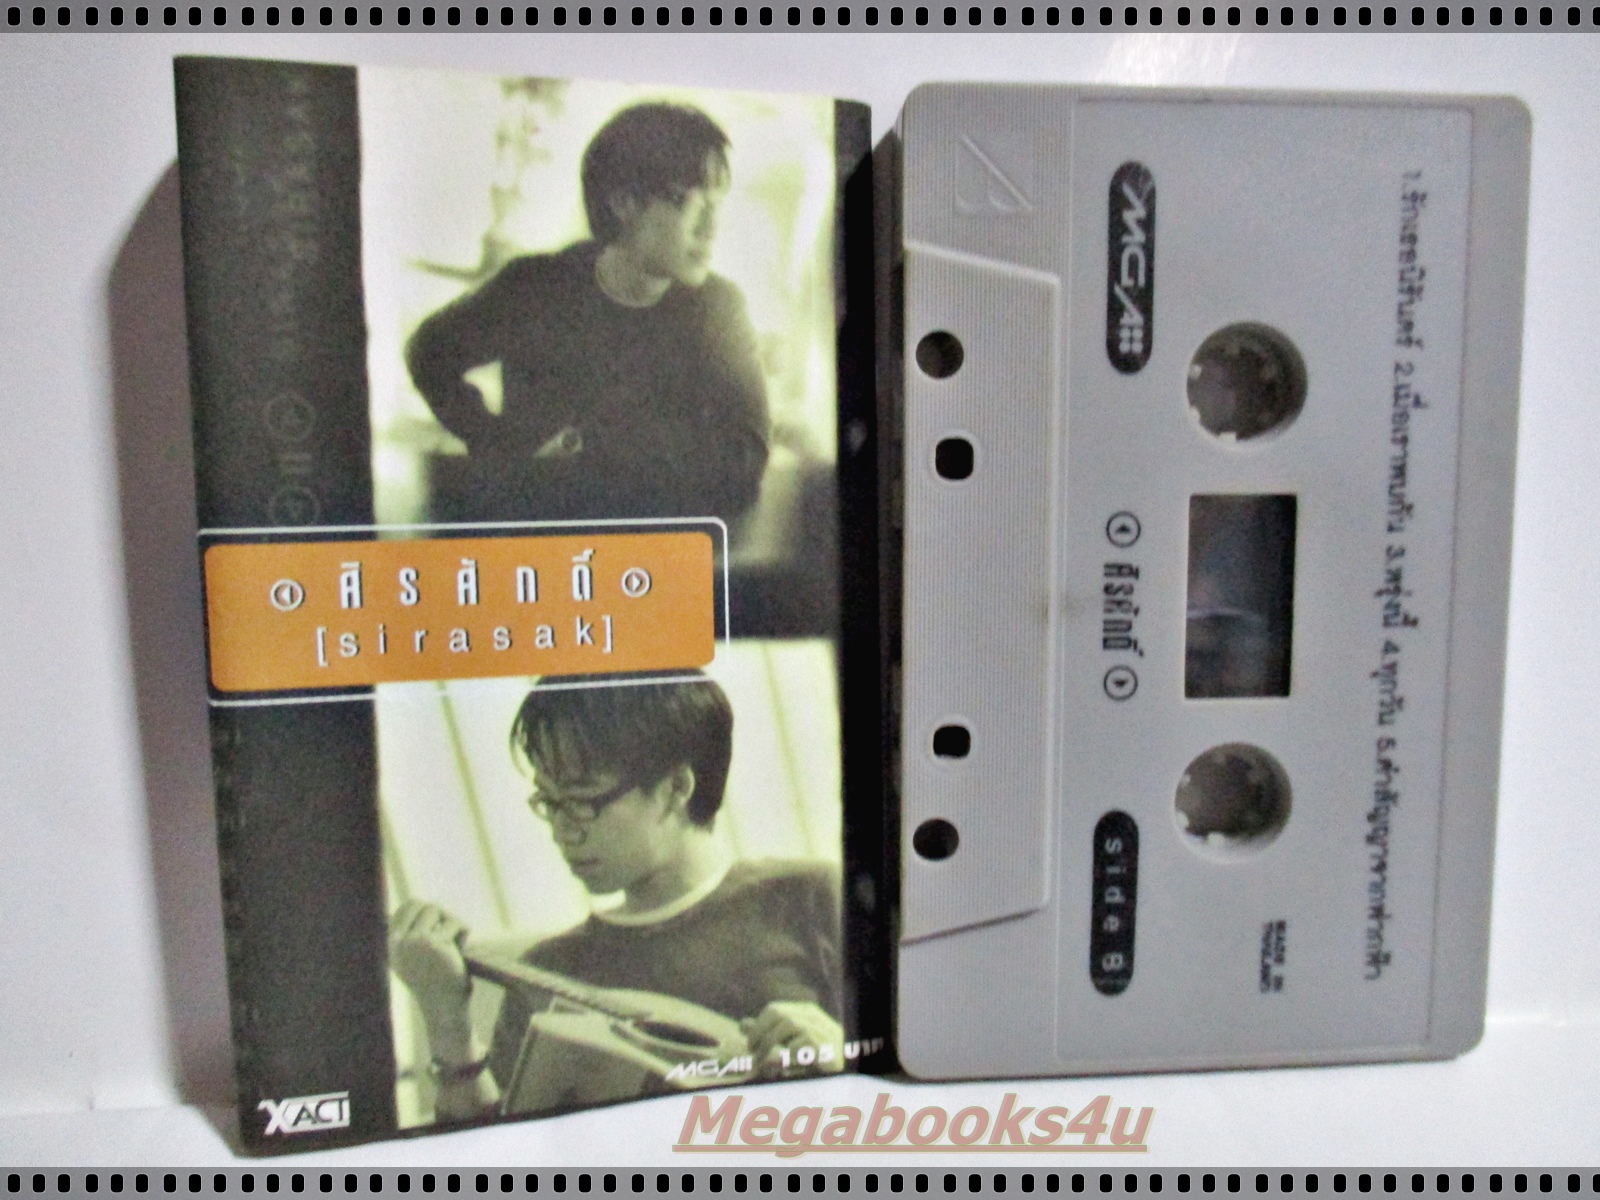 SIRASAK
ศิรศักดิ์
[sirasak]
MGA
105 บาท
XACT
MGA
ศิรศักดิ์
side B
1.รักเธอนิรันดร์ 2.เมื่อเราพบกัน 3.พรุ่งนี้ 4.ทุกวัน 5.คำสัญญาจากฟากฟ้า
MADE IN
THAILAND
Megabooks4u